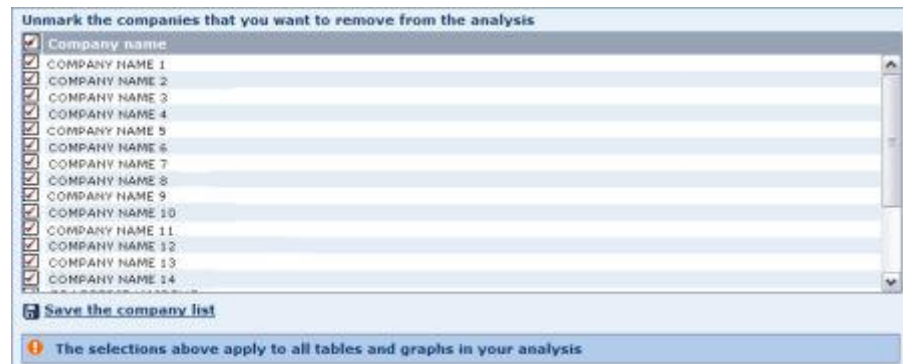 Unmark the companies that you want to remove from the analysis
Company name
COMPANY NAME 1
COMPANY NAME 2
COMPANY NAME 3
COMPANY NAME 4
COMPANY NAME 5
COMPANY NAME 6
COMPANY NAME 7
COMPANY NAME 8
COMPANY NAME 9
COMPANY NAME 10
COMPANY NAME 11
COMPANY NAME 12
COMPANY NAME 13
COMPANY NAME 14
Save the company list
The selections above apply to all tables and graphs in your analysis